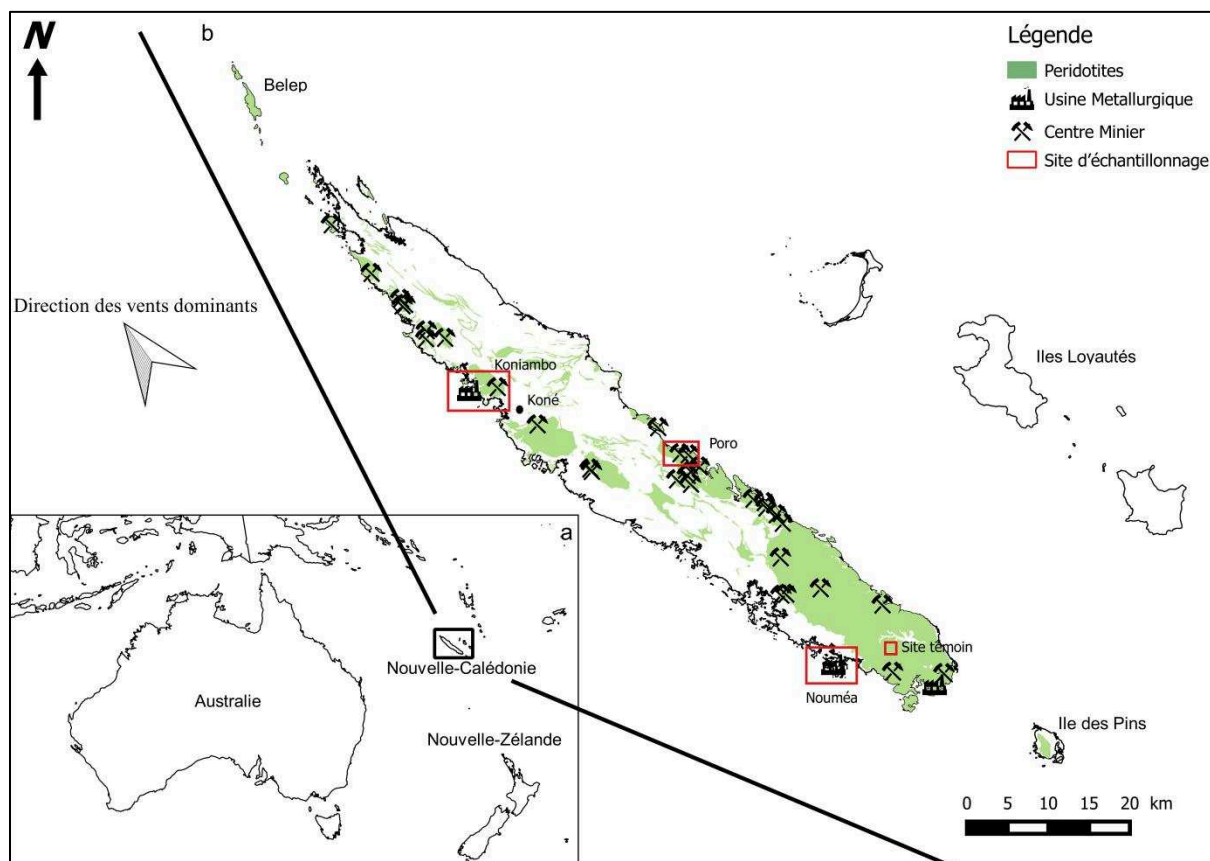 N
b
Belep
Légende
Peridotites
Usine Metallurgique
Centre Minier
Site d'échantillonnage
Direction des vents dominants
Iles Loyautés
Koniambo
Koné
Poro
a
Site témoin
Nouvelle-Calédonie
Nouméa
Australie
Ile des Pins
Nouvelle-Zélande
0 5 10 15 20 km